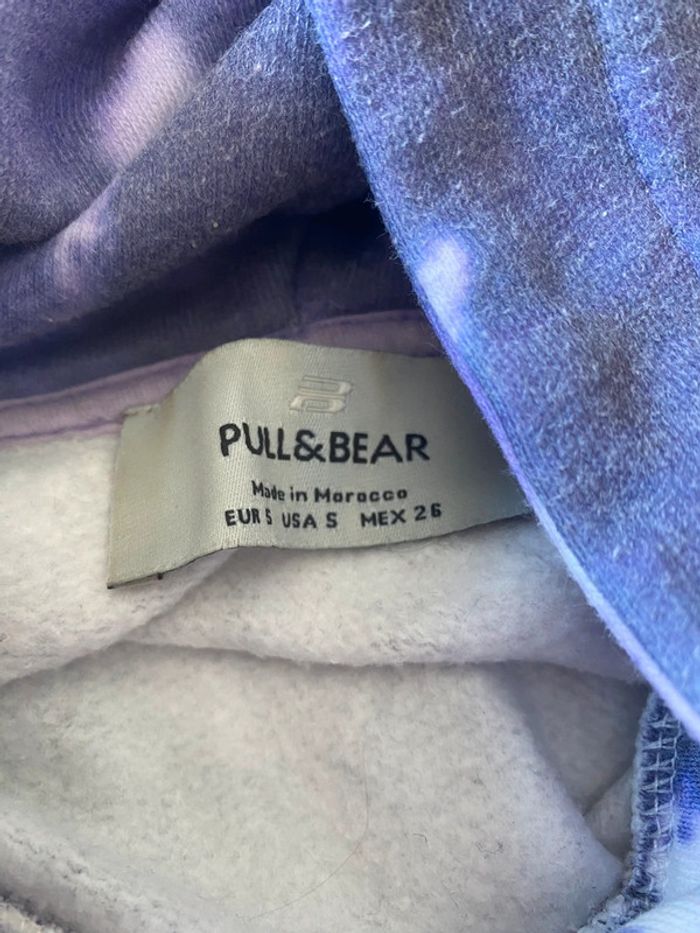 PULL&BEAR
Made in Morocco
EUR S USA S MEX 26